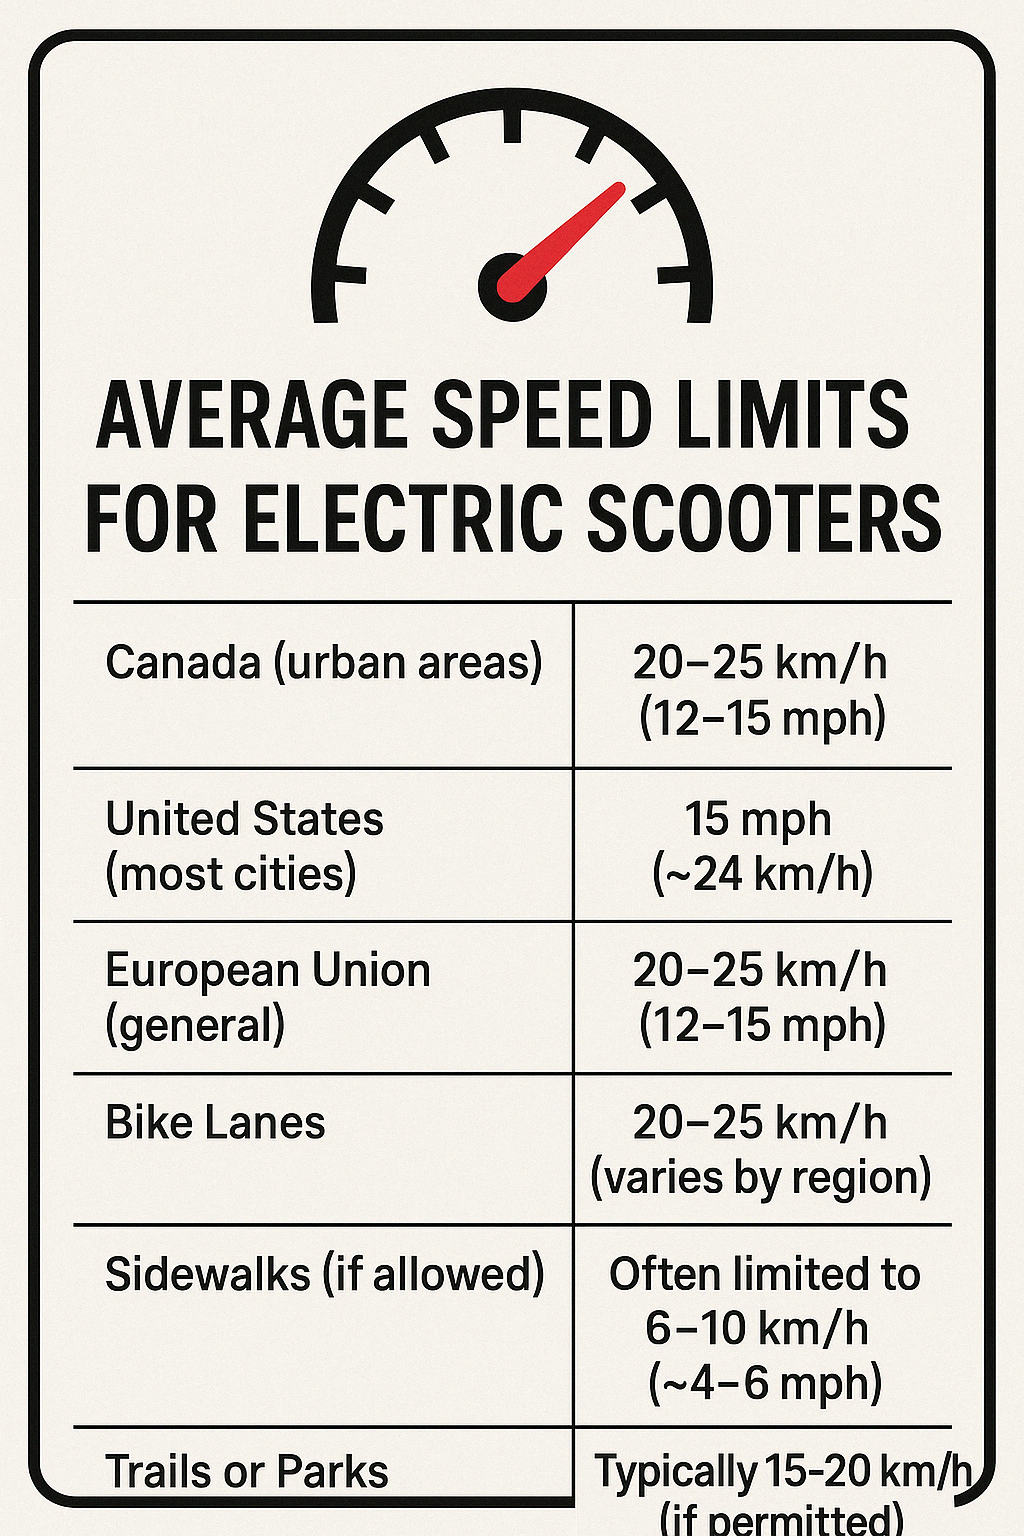 AVERAGE SPEED LIMITS
FOR ELECTRIC SCOOTERS
Canada (urban areas)
20–25 km/h
(12–15 mph)
United States
(most cities)
15 mph
(~24 km/h)
European Union
(general)
20–25 km/h
(12–15 mph)
Bike Lanes
20–25 km/h
(varies by region)
Sidewalks (if allowed)
Often limited to
6–10 km/h
(~4–6 mph)
Trails or Parks
Typically 15–20 km/h
(if permitted)